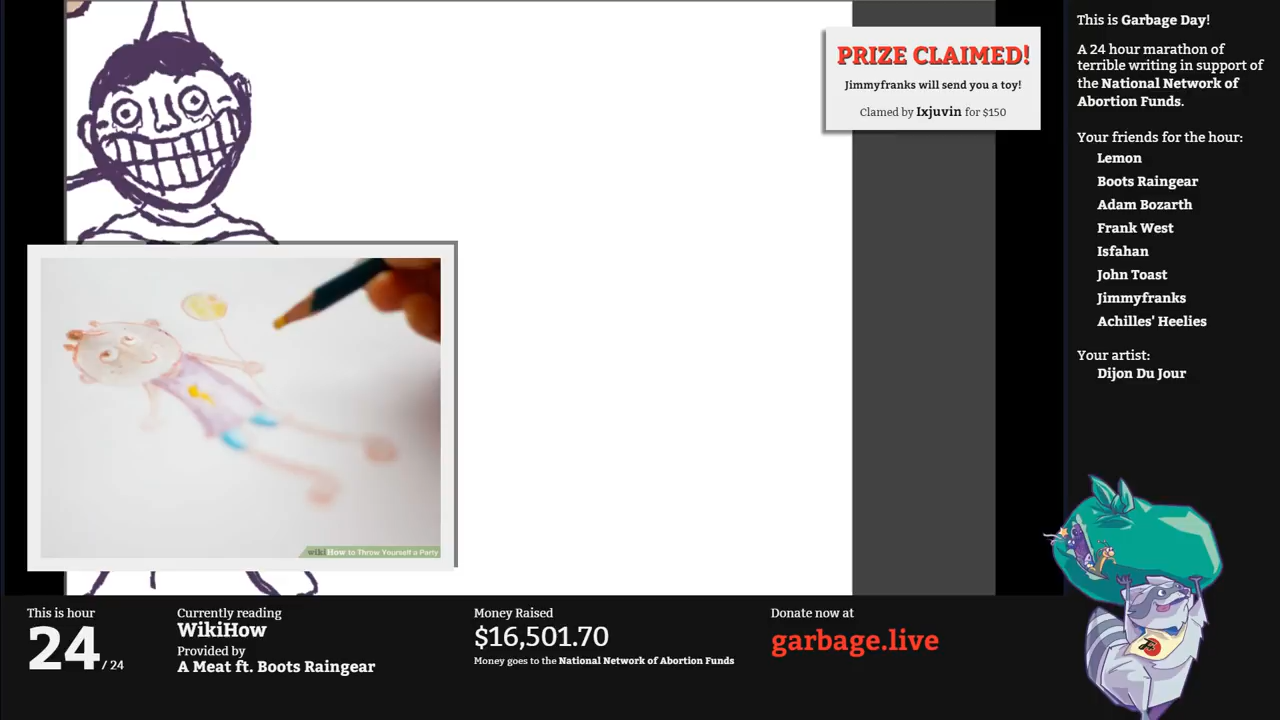 PRIZE CLAIMED!
Jimmyfranks will send you a toy!
Clamed by Ixjuvin for $150
This is Garbage Day!
A 24 hour marathon of
terrible writing in support of
the National Network of
Abortion Funds.
Your friends for the hour:
Lemon
Boots Raingear
Adam Bozarth
Frank West
Isfahan
John Toast
Jimmyfranks
Achilles' Heelies
Your artist:
Dijon Du Jour
wikiHow to Throw Yourself a Party
This is hour
24 / 24
Currently reading
WikiHow
Provided by
A Meat ft. Boots Raingear
Money Raised
$16,501.70
Money goes to the National Network of Abortion Funds
Donate now at
garbage.live